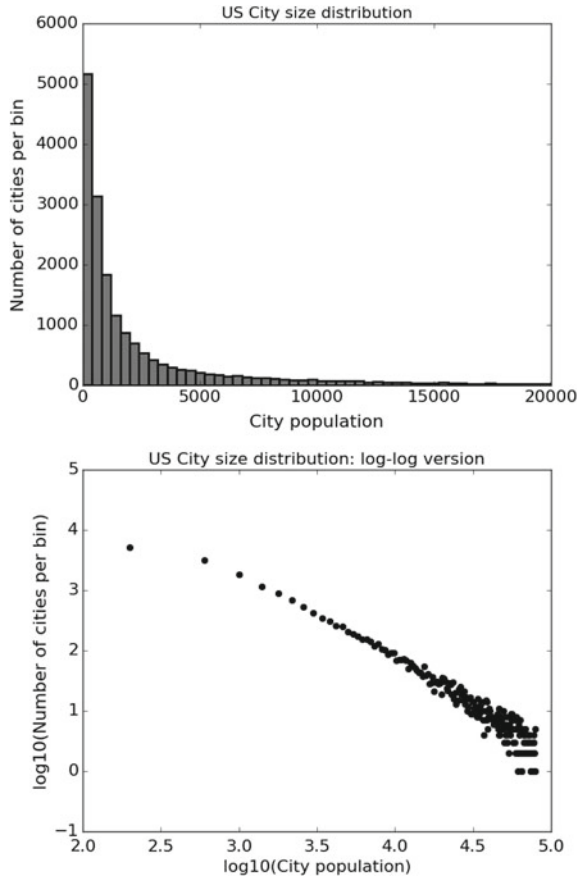 US City size distribution
6000
5000
4000
3000
2000
1000
0
Number of cities per bin
0 5000 10000 15000 20000
City population
US City size distribution: log-log version
5
4
3
2
1
0
−1
log10(Number of cities per bin)
2.0 2.5 3.0 3.5 4.0 4.5 5.0
log10(City population)